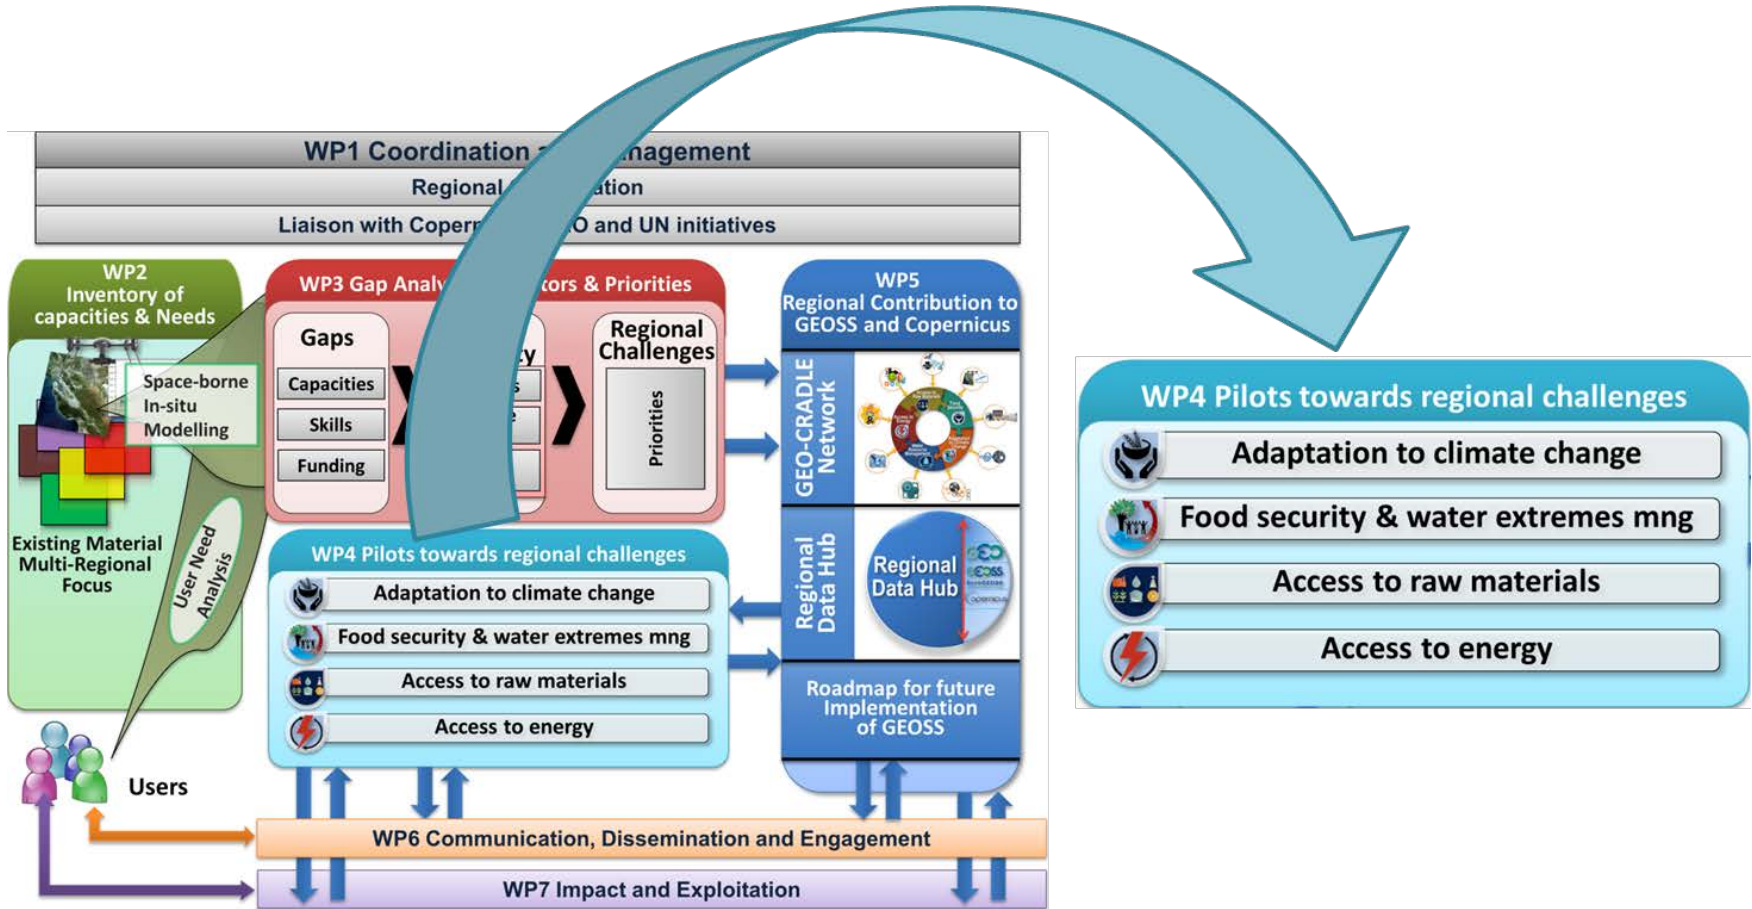 WP1 Coordination a nagement
Regional ation
Liaison with Coper O and UN initiatives
WP2
Inventory of
capacities & Needs
Space-borne
In-situ
Modelling
Existing Material
Multi-Regional
Focus
User Need
Analysis
Users
WP3 Gap Analy tors & Priorities
Gaps
Capacities
Skills
Funding
ty
s
e
Regional
Challenges
Priorities
WP4 Pilots towards regional challenges
Adaptation to climate change
Food security & water extremes mng
Access to raw materials
Access to energy
WP5
Regional Contribution to
GEOSS and Copernicus
GEO-CRADLE
Network
Regional
Data Hub
Regional
Data Hub
GEO
GEOSS
Roadmap for future
Implementation
of GEOSS
WP6 Communication, Dissemination and Engagement
WP7 Impact and Exploitation
WP4 Pilots towards regional challenges
Adaptation to climate change
Food security & water extremes mng
Access to raw materials
Access to energy